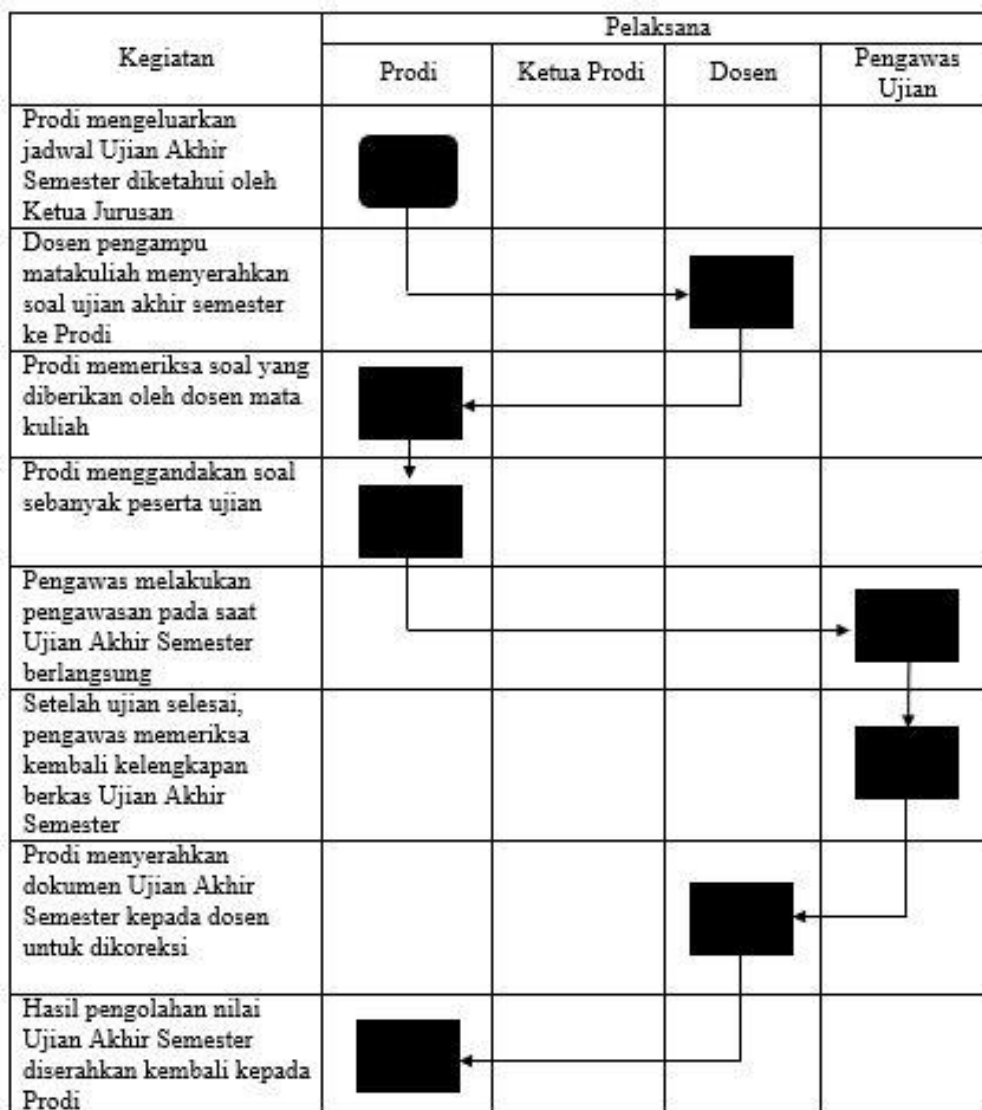 Kegiatan
Pelaksana
Prodi
Ketua Prodi
Dosen
Pengawas
Ujian
Prodi mengeluarkan
jadwal Ujian Akhir
Semester diketahui oleh
Ketua Jurusan
Dosen pengampu
matakuliah menyerahkan
soal ujian akhir semester
ke Prodi
Prodi memeriksa soal yang
diberikan oleh dosen mata
kuliah
Prodi menggandakan soal
sebanyak peserta ujian
Pengawas melakukan
pengawasan pada saat
Ujian Akhir Semester
berlangsung
Setelah ujian selesai,
pengawas memeriksa
kembali kelengkapan
berkas Ujian Akhir
Semester
Prodi menyerahkan
dokumen Ujian Akhir
Semester kepada dosen
untuk dikoreksi
Hasil pengolahan nilai
Ujian Akhir Semester
diserahkan kembali kepada
Prodi